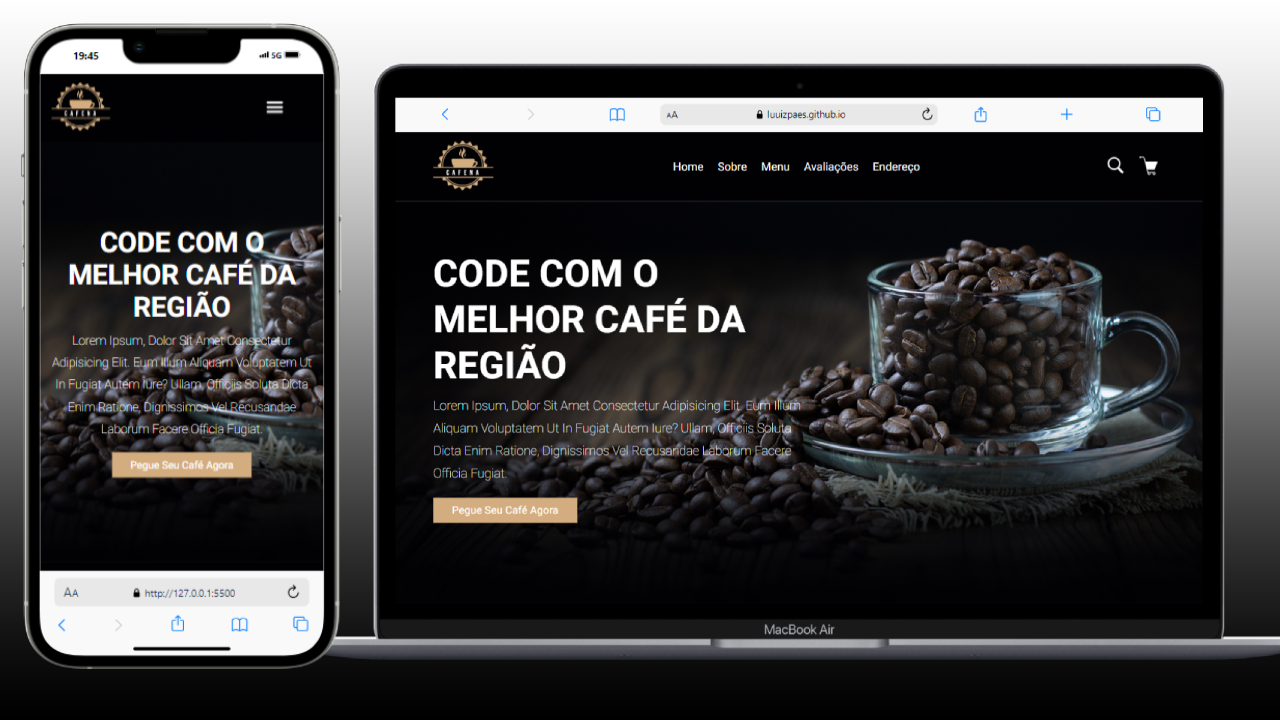 19:45
5G
CAFENA
CODE COM O
MELHOR CAFÉ DA
REGIÃO
Lorem Ipsum, Dolor Sit Amet Consectetur
Adipisicing Elit. Eum Illum Aliquam Voluptatem Ut
In Fugiat Autem Iure? Ullam, Officiis Soluta Dicta
Enim Ratione, Dignissimos Vel Recusandae
Laborum Facere Officia Fugiat.
Pegue Seu Café Agora
AA
http://127.0.0.1:5500
AA
luuizpaes.github.io
CAFENA
Home Sobre Menu Avaliações Endereço
CODE COM O
MELHOR CAFÉ DA
REGIÃO
Lorem Ipsum, Dolor Sit Amet Consectetur Adipisicing Elit. Eum Illum
Aliquam Voluptatem Ut In Fugiat Autem Iure? Ullam, Officiis Soluta
Dicta Enim Ratione, Dignissimos Vel Recusandae Laborum Facere
Officia Fugiat.
Pegue Seu Café Agora
MacBook Air